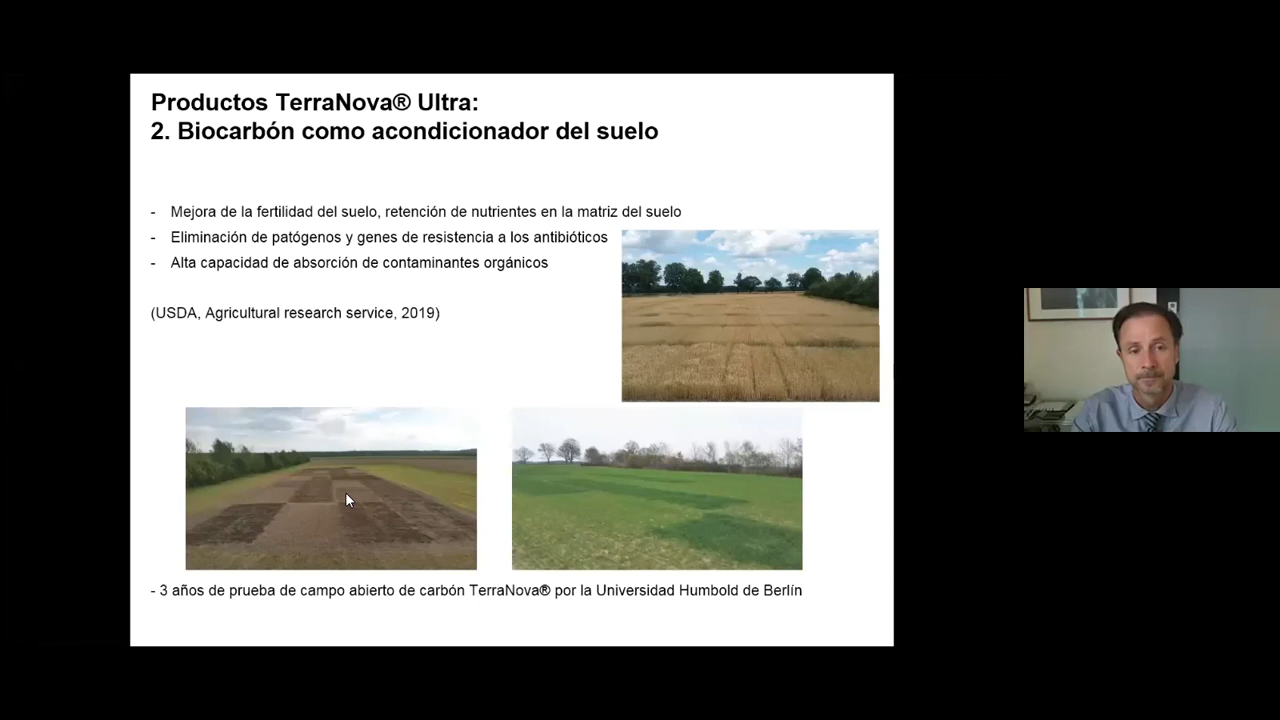 Productos TerraNova® Ultra:
2. Biocarbón como acondicionador del suelo
- Mejora de la fertilidad del suelo, retención de nutrientes en la matriz del suelo
- Eliminación de patógenos y genes de resistencia a los antibióticos
- Alta capacidad de absorción de contaminantes orgánicos
(USDA, Agricultural research service, 2019)
- 3 años de prueba de campo abierto de carbón TerraNova® por la Universidad Humbold de Berlín